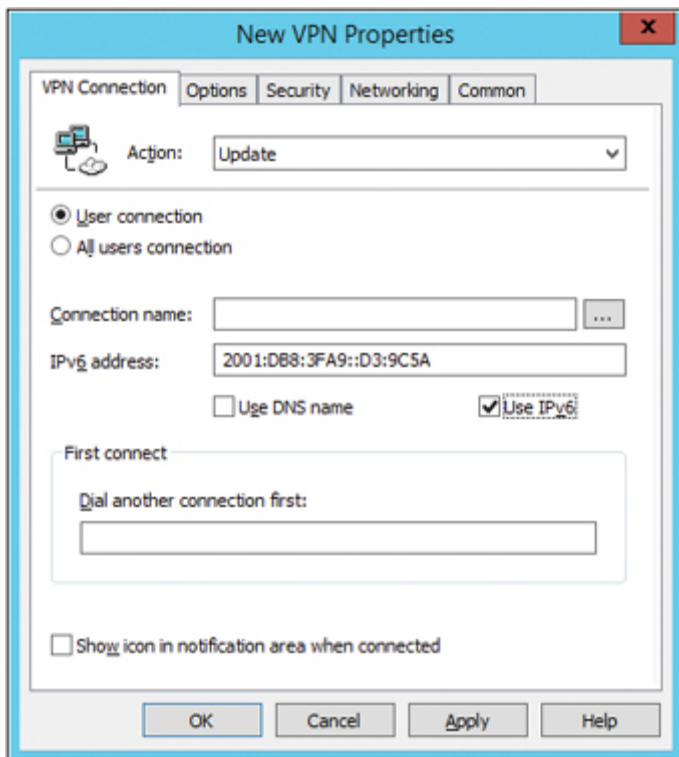 New VPN Properties
x
VPN Connection Options Security Networking Common
Action: Update
User connection
All users connection
Connection name: ...
IPv6 address: 2001:DB8:3FA9::D3:9C5A
Use DNS name Use IPv6
First connect
Dial another connection first:
Show icon in notification area when connected
OK Cancel Apply Help